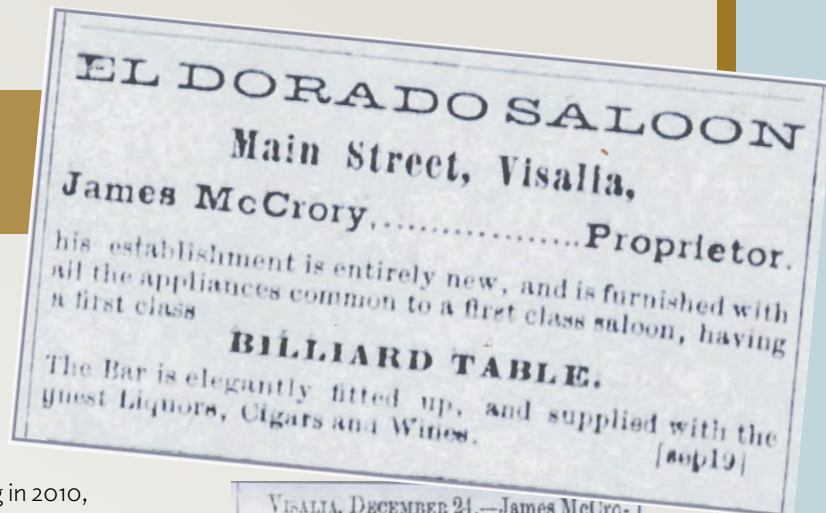 EL DORADO SALOON
Main Street, Visalia,
James McCrory,..................Proprietor.
his establishment is entirely new, and is furnished with
all the appliances common to a first class saloon, having
a first class
BILLIARD TABLE.
The Bar is elegantly fitted up, and supplied with the
Liquors, Cigars and Wines.
[sep19]
g in 2010,
VISALIA, DECEMBER 24.—James McCro-